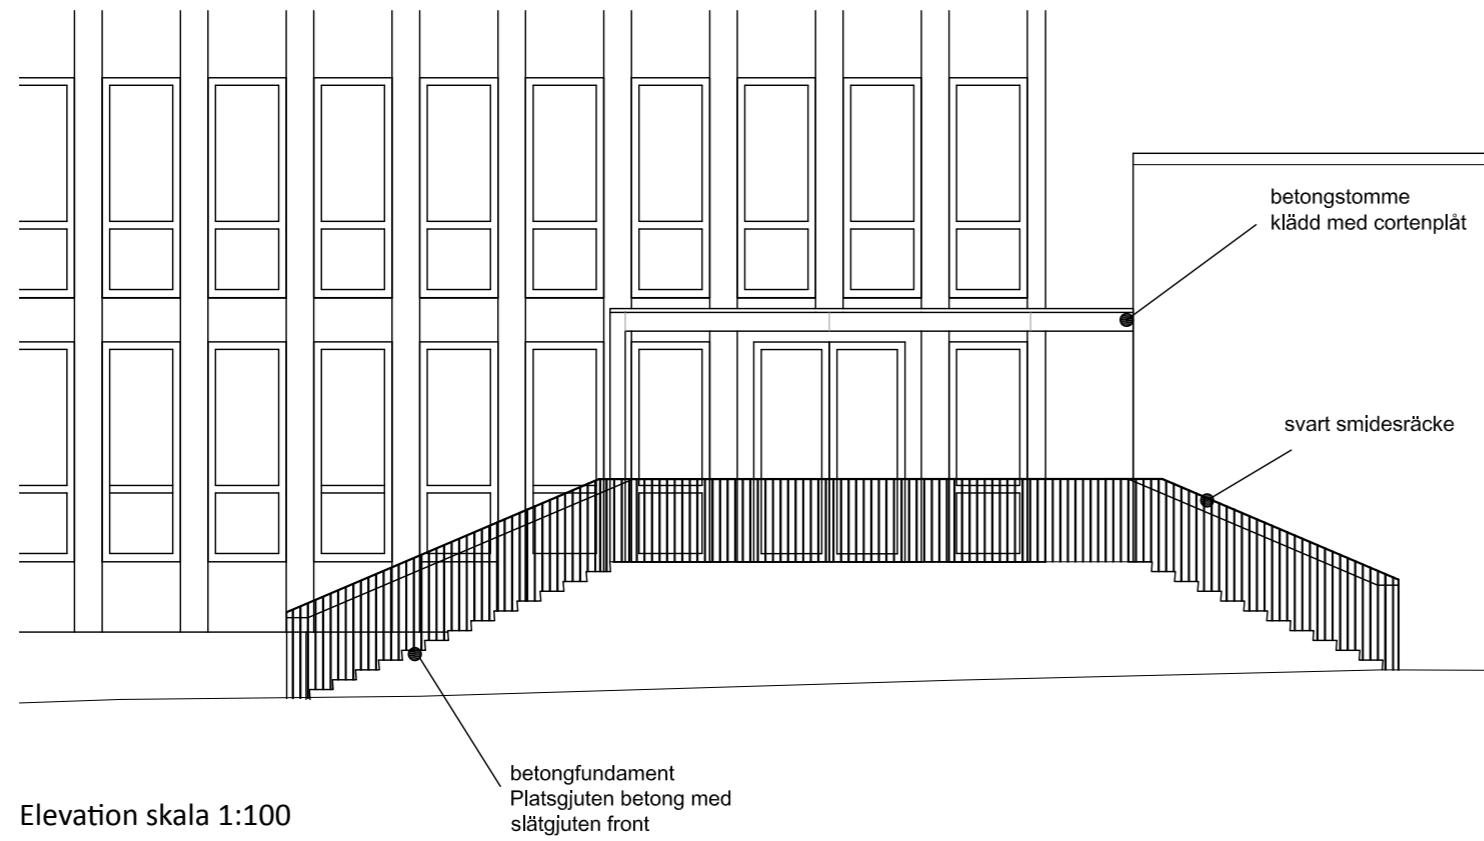 betongstomme
klädd med cortenplåt
svart smidesräcke
betongfundament
Platsgjuten betong med
slätgjuten front
Elevation skala 1:100